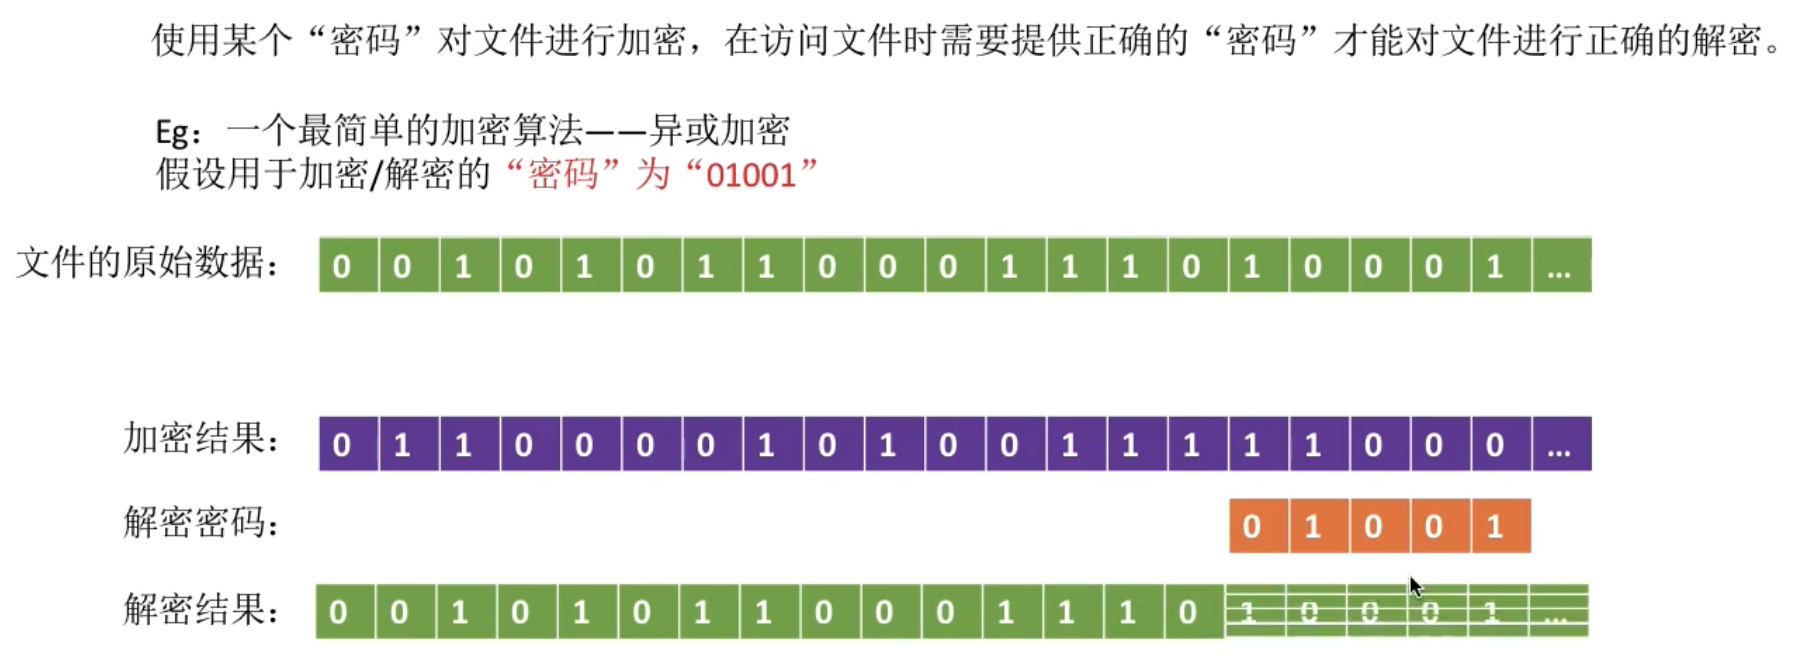 使用某个“密码”对文件进行加密，在访问文件时需要提供正确的“密码”才能对文件进行正确的解密。
Eg：一个最简单的加密算法——异或加密
假设用于加密/解密的“密码”为“01001”
文件的原始数据： 0 0 1 0 1 0 1 1 0 0 0 1 1 1 0 1 0 0 0 1 ...
加密结果： 0 1 1 0 0 0 0 1 0 1 0 0 1 1 1 1 1 0 0 0 ...
解密密码： 0 1 0 0 1
解密结果： 0 0 1 0 1 0 1 1 0 0 0 1 1 1 0 1 0 0 0 1 ...